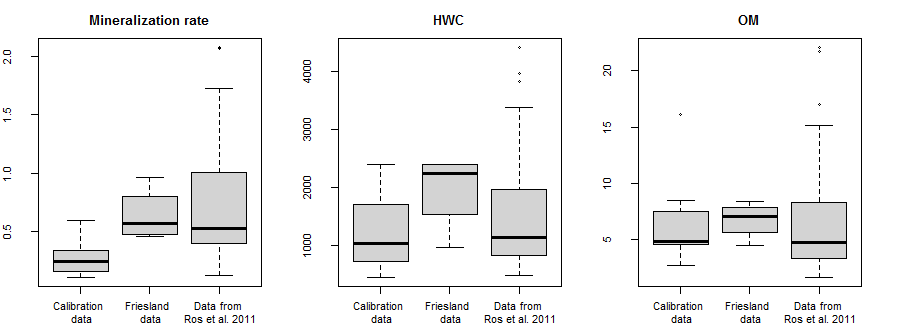 Mineralization rate
2.0
1.5
1.0
0.5
Calibration data
Friesland data
Data from Ros et al. 2011
HWC
4000
3000
2000
1000
Calibration data
Friesland data
Data from Ros et al. 2011
OM
20
15
10
5
Calibration data
Friesland data
Data from Ros et al. 2011